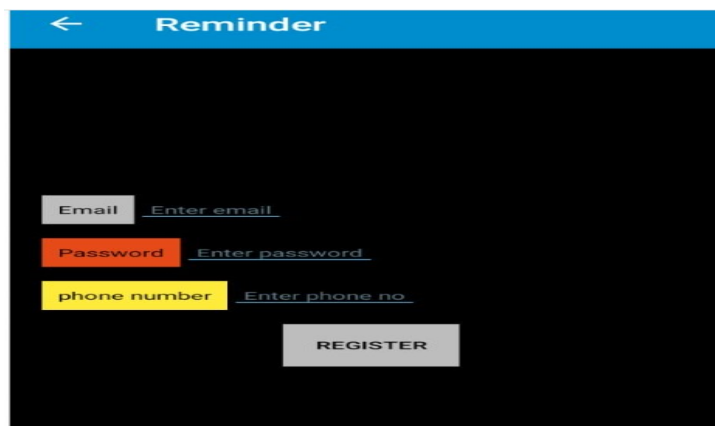 Reminder
Email Enter email
Password Enter password
phone number Enter phone no
REGISTER